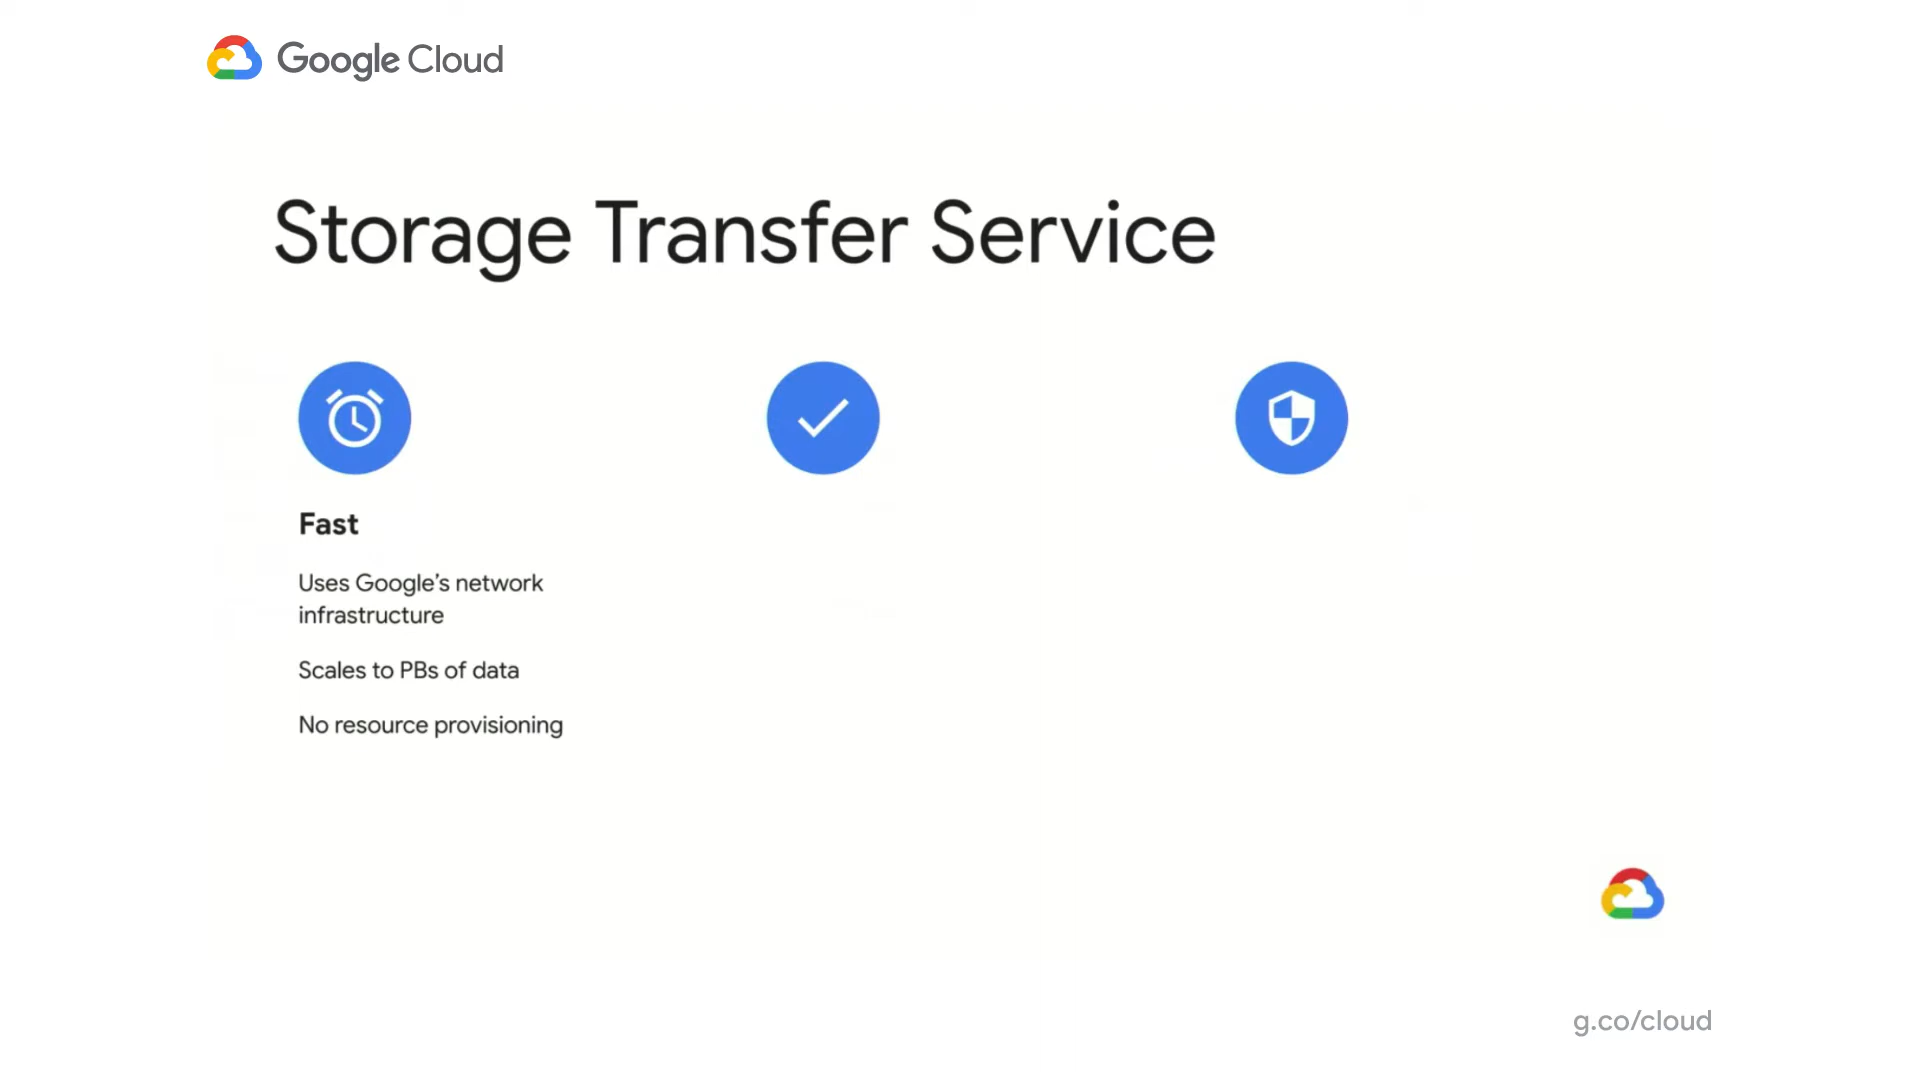 Google Cloud
Storage Transfer Service
Fast
Uses Google's network
infrastructure
Scales to PBs of data
No resource provisioning
g.co/cloud